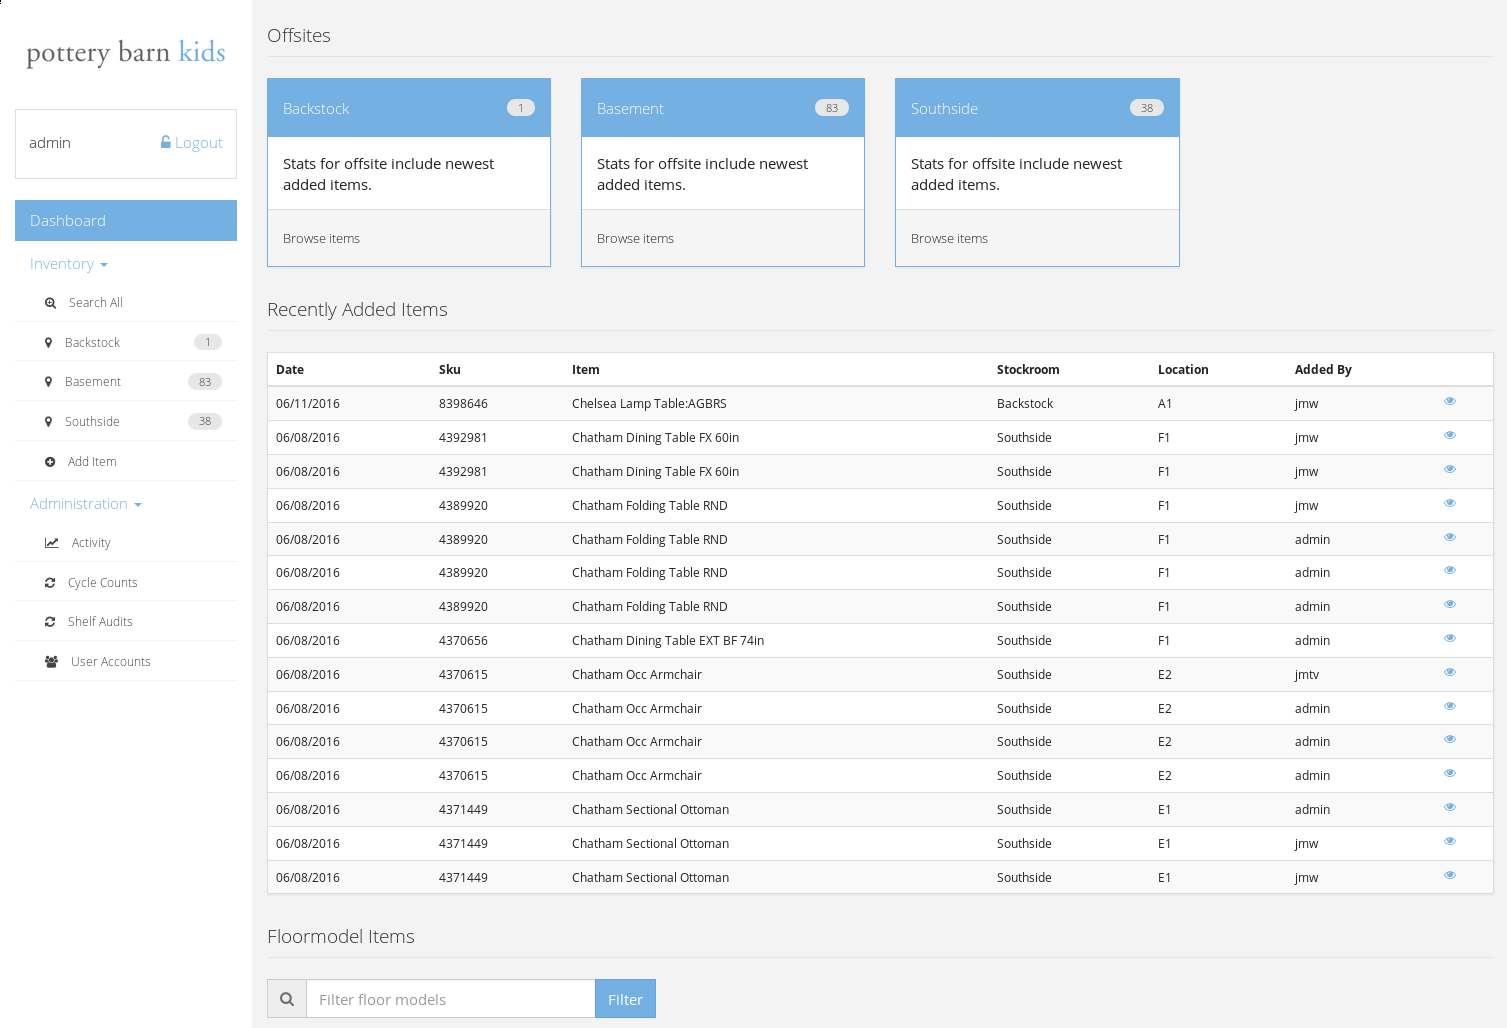 pottery barn kids
admin Logout
Dashboard
Inventory
Search All
Backstock 1
Basement 83
Southside 38
Add Item
Administration
Activity
Cycle Counts
Shelf Audits
User Accounts
Offsites
Backstock 1
Stats for offsite include newest
added items.
Browse items
Basement 83
Stats for offsite include newest
added items.
Browse items
Southside 38
Stats for offsite include newest
added items.
Browse items
Recently Added Items
Date Sku Item Stockroom Location Added By
06/11/2016 8398646 Chelsea Lamp Table:AGBRS Backstock A1 jmw
06/08/2016 4392981 Chatham Dining Table FX 60in Southside F1 jmw
06/08/2016 4392981 Chatham Dining Table FX 60in Southside F1 jmw
06/08/2016 4389920 Chatham Folding Table RND Southside F1 jmw
06/08/2016 4389920 Chatham Folding Table RND Southside F1 admin
06/08/2016 4389920 Chatham Folding Table RND Southside F1 admin
06/08/2016 4389920 Chatham Folding Table RND Southside F1 admin
06/08/2016 4370656 Chatham Dining Table EXT BF 74in Southside F1 admin
06/08/2016 4370615 Chatham Occ Armchair Southside E2 jmtv
06/08/2016 4370615 Chatham Occ Armchair Southside E2 admin
06/08/2016 4370615 Chatham Occ Armchair Southside E2 admin
06/08/2016 4370615 Chatham Occ Armchair Southside E2 admin
06/08/2016 4371449 Chatham Sectional Ottoman Southside E1 admin
06/08/2016 4371449 Chatham Sectional Ottoman Southside E1 jmw
06/08/2016 4371449 Chatham Sectional Ottoman Southside E1 jmw
Floormodel Items
Filter floor models Filter